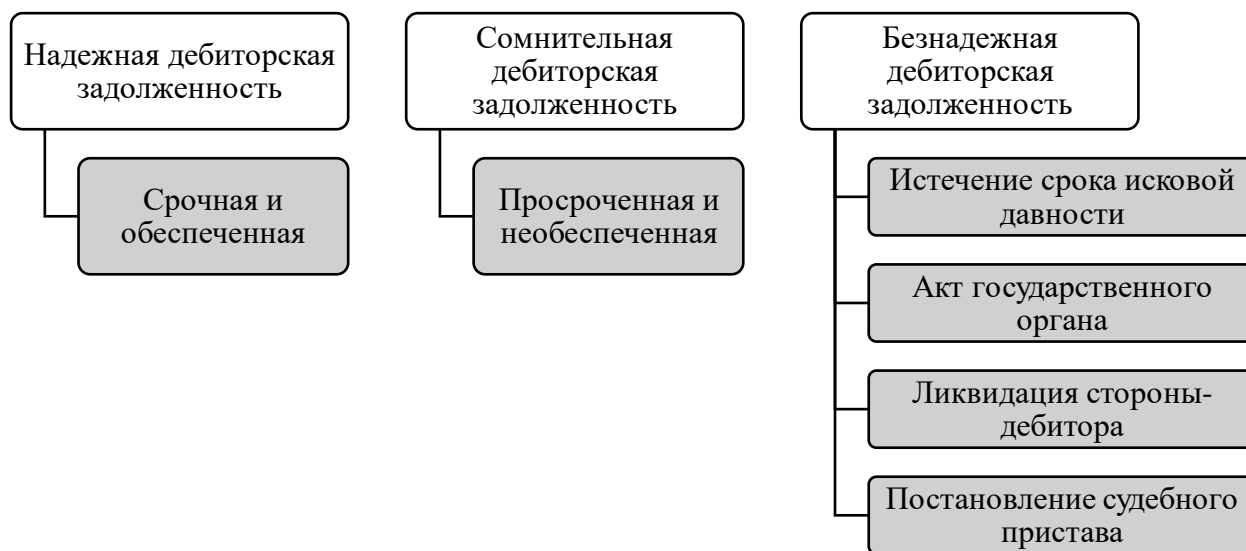 Надежная дебиторская
задолженность
Срочная и
обеспеченная
Сомнительная
дебиторская
задолженность
Просроченная и
необеспеченная
Безнадежная
дебиторская
задолженность
Истечение срока исковой
давности
Акт государственного
органа
Ликвидация стороны-
дебитора
Постановление судебного
пристава